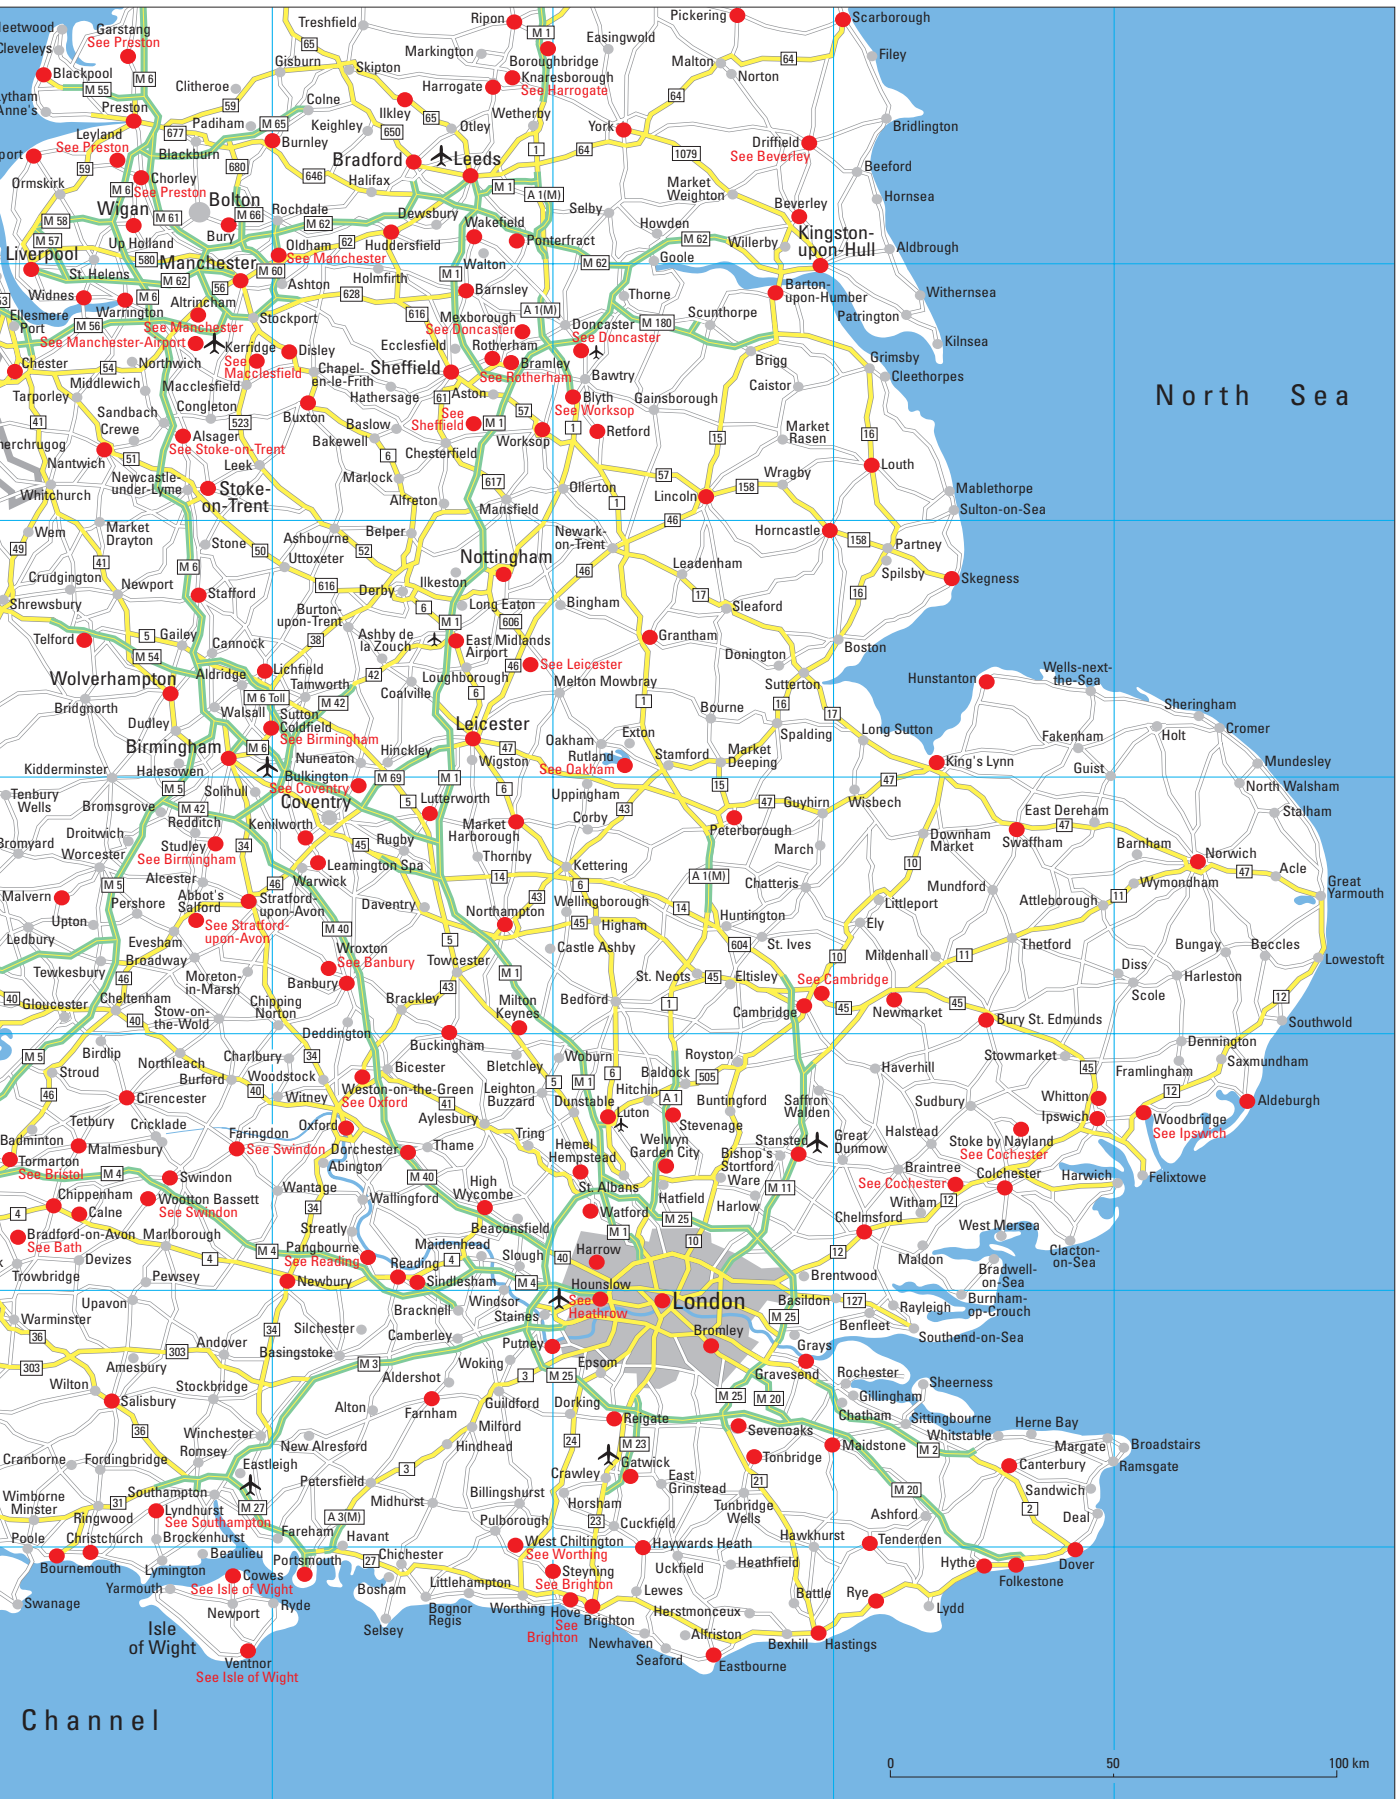 Treshfield
Ripon
Pickering
Scarborough
Garstang
See Preston
Cleveleys
Easingwold
Markington
Boroughbridge
Filey
Gisburn
Skipton
Malton
Norton
Blackpool
Clitheroe
Harrogate
Knaresborough
See Harrogate
Preston
Padiham
Colne
Ilkley
Keighley
Otley
Wetherby
York
Bridlington
Leyland
See Preston
Blackburn
Burnley
Driffield
See Beverley
Bradford
Leeds
Halifax
Beeford
Ormskirk
Chorley
See Preston
Market
Weighton
Hornsea
Wigan
Bolton
Bury
Rochdale
Dewsbury
Wakefield
Selby
Beverley
Howden
Up Holland
Oldham
See Manchester
Huddersfield
Ponterfract
Willerby
Kingston-
upon-Hull
Aldbrough
Liverpool
St. Helens
Manchester
Walton
Goole
Widnes
Warrington
Altrincham
See Manchester
Ashton
Holmfirth
Barnsley
Thorne
Barton-
upon-Humber
Withernsea
Ellesmere
Port
Stockport
Mexborough
See Doncaster
Doncaster
See Doncaster
Scunthorpe
Patrington
Kilnsea
See Manchester-Airport
Kerridge
See
Macclesfield
Disley
Ecclesfield
Rotherham
Bramley
See Rotherham
Brigg
Grimsby
Cleethorpes
Chester
Northwich
Chapel-
en-le-Frith
Sheffield
Bawtry
Middlewich
Macclesfield
Hathersage
Aston
Blyth
See Worksop
Caistor
Tarporley
Congleton
Gainsborough
North Sea
Sandbach
Crewe
Buxton
Baslow
See
Sheffield
Worksop
Retford
Market
Rasen
Alsager
See Stoke-on-Trent
Bakewell
Chesterfield
Nantwich
Leek
Louth
Whitchurch
Newcastle-
under-Lyme
Stoke-
on-Trent
Marlock
Alfreton
Mansfield
Ollerton
Lincoln
Wragby
Mablethorpe
Sulton-on-Sea
Wem
Market
Drayton
Stone
Ashbourne
Belper
Newark-
on-Trent
Horncastle
Partney
Uttoxeter
Nottingham
Leadenham
Spilsby
Skegness
Crudgington
Newport
Stafford
Derby
Ilkeston
Shrewsbury
Burton-
upon-Trent
Long Eaton
Bingham
Sleaford
Telford
Gailey
Cannock
Ashby de
la Zouch
East Midlands
Airport
Grantham
Boston
Aldridge
Lichfield
See Leicester
Donington
Wolverhampton
Tamworth
Coalville
Loughborough
Melton Mowbray
Sutterton
Hunstanton
Wells-next-
the-Sea
Bridgnorth
Walsall
Sutton
Coldfield
See Birmingham
Leicester
Bourne
Spalding
Sheringham
Dudley
Long Sutton
Cromer
Birmingham
Nuneaton
Hinckley
Oakham
Exton
Rutland
See Oakham
Stamford
Market
Deeping
Fakenham
Holt
Kidderminster
Halesowen
Bulkington
See Coventry
Wigston
King's Lynn
Guist
Mundesley
Tenbury
Wells
Solihull
Coventry
Lutterworth
Uppingham
Guyhirn
Wisbech
North Walsham
Bromsgrove
Redditch
Kenilworth
Market
Harborough
Corby
Peterborough
East Dereham
Stalham
Bromyard
Droitwich
Studley
See Birmingham
Rugby
March
Downham
Market
Swaffham
Worcester
Leamington Spa
Thornby
Kettering
Barnham
Norwich
Acle
Alcester
Warwick
Chatteris
Wymondham
Great
Yarmouth
Malvern
Pershore
Abbot's
Salford
See Stratford-
upon-Avon
Stratford-
upon-Avon
Daventry
Northampton
Wellingborough
Higham
Mundford
Littleport
Attleborough
Upton
Huntington
Ely
Ledbury
Evesham
Wroxton
See Banbury
Castle Ashby
St. Ives
Mildenhall
Thetford
Bungay
Beccles
Tewkesbury
Broadway
Moreton-
in-Marsh
Banbury
Towcester
St. Neots
Eltisley
See Cambridge
Diss
Harleston
Lowestoft
Gloucester
Cheltenham
Chipping
Norton
Brackley
Milton
Keynes
Bedford
Cambridge
Newmarket
Scole
Stow-on-
the-Wold
Deddington
Bury St. Edmunds
Southwold
Birdlip
Charlbury
Buckingham
Bletchley
Woburn
Royston
Stowmarket
Dennington
Stroud
Northleach
Burford
Woodstock
Bicester
Leighton
Buzzard
Baldock
Haverhill
Framlingham
Saxmundham
Cirencester
Witney
Weston-on-the-Green
See Oxford
Aylesbury
Dunstable
Hitchin
Luton
Stevenage
Buntingford
Saffron
Walden
Sudbury
Whitton
Ipswich
Woodbridge
See Ipswich
Aldeburgh
Tetbury
Cricklade
Faringdon
See Swindon
Oxford
Tring
Welwyn
Garden City
Stansted
Great
Dunmow
Halstead
Stoke by Nayland
See Cochester
Badminton
Malmesbury
Dorchester
Thame
Hemel
Hempstead
Bishop's
Stortford
Braintree
See Cochester
Colchester
Harwich
Felixtowe
Tormarton
See Bristol
Swindon
Abington
St. Albans
Hatfield
Ware
Witham
Chippenham
Calne
Wootton Bassett
See Swindon
Wantage
Wallingford
High
Wycombe
Watford
Harlow
Chelmsford
West Mersea
Clacton-
on-Sea
Bradford-on-Avon
See Bath
Marlborough
Streatly
Beaconsfield
Maldon
Bradwell-
on-Sea
Devizes
Pangbourne
See Reading
Reading
Maidenhead
Slough
Harrow
Brentwood
Trowbridge
Pewsey
Newbury
Sindlesham
Hounslow
See
Heathrow
London
Basildon
Rayleigh
Burnham-
op-Crouch
Upavon
Bracknell
Windsor
Staines
Benfleet
Southend-on-Sea
Warminster
Silchester
Camberley
Putney
Bromley
Grays
Andover
Basingstoke
Woking
Epsom
Gravesend
Rochester
Sheerness
Amesbury
Aldershot
Gillingham
Wilton
Salisbury
Stockbridge
Alton
Farnham
Guildford
Dorking
Reigate
Chatham
Sittingbourne
Herne Bay
Sevenoaks
Maidstone
Whitstable
Margate
Broadstairs
Winchester
Milford
Cranborne
Fordingbridge
Romsey
New Alresford
Hindhead
Gatwick
Tonbridge
Canterbury
Ramsgate
Eastleigh
Petersfield
Crawley
East
Grinstead
Sandwich
Wimborne
Minster
Southampton
Midhurst
Billingshurst
Horsham
Tunbridge
Wells
Ringwood
Lyndhurst
See Southampton
Pulborough
Cuckfield
Ashford
Deal
Poole
Christchurch
Brockenhurst
Fareham
Havant
West Chiltington
See Worthing
Haywards Heath
Hawkhurst
Tenderden
Bournemouth
Beaulieu
Portsmouth
Chichester
Steyning
See Brighton
Uckfield
Heathfield
Hythe
Folkestone
Dover
Lymington
Cowes
See Isle of Wight
Bosham
Littlehampton
Lewes
Battle
Rye
Swanage
Yarmouth
Newport
Ryde
Bognor
Regis
Worthing
Hove
See
Brighton
Brighton
Herstmonceux
Lydd
Isle
of Wight
Selsey
Newhaven
Alfriston
Bexhill
Hastings
Ventnor
See Isle of Wight
Seaford
Eastbourne
Channel
0 50 100 km